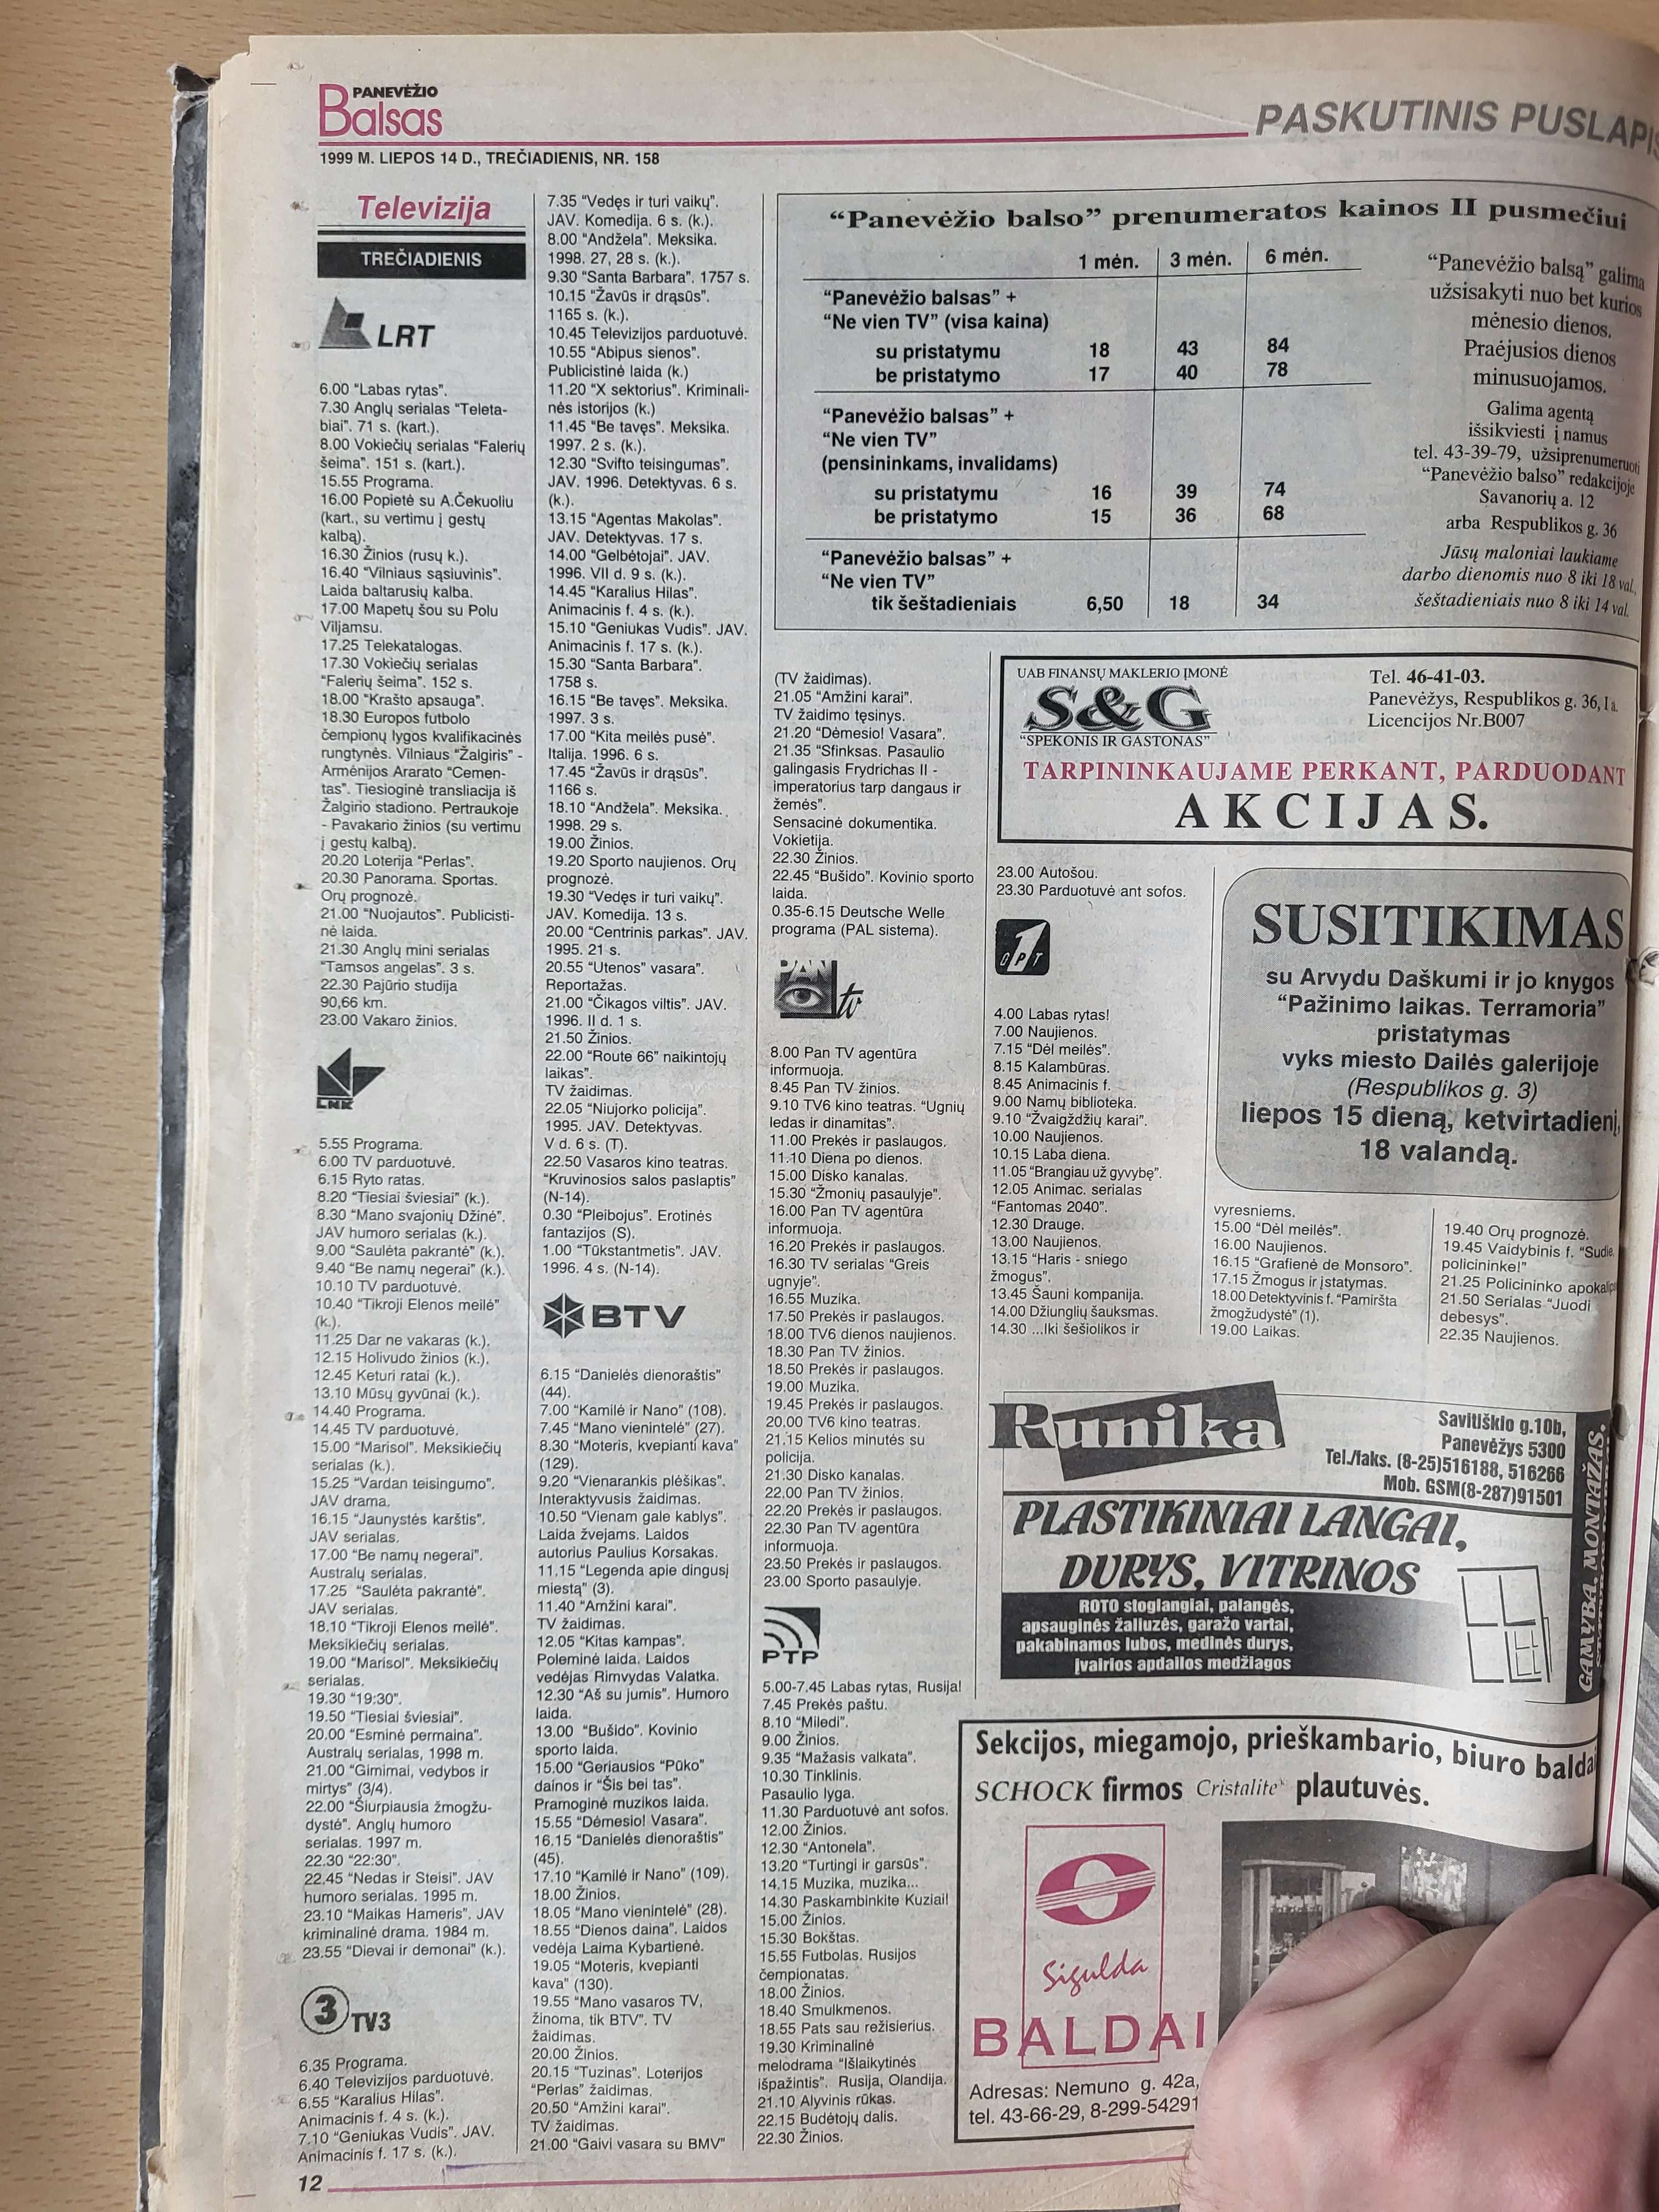 PANEVĖŽIO
Balsas
PASKUTINIS PUSLAPIS
1999 M. LIEPOS 14 D., TREČIADIENIS, NR. 158
Televizija
TREČIADIENIS
LRT
6.00 “Labas rytas”.
7.30 Anglų serialas “Teleta-
biai”. 71 s. (kart.).
8.00 Vokiečių serialas “Falerių
šeima”. 151 s. (kart.).
15.55 Programa.
16.00 Popietė su A.Čekuoliu
(kart., su vertimu į gestų
kalbą).
16.30 Žinios (rusų k.).
16.40 “Vilniaus sąsiuvinis”.
Laida baltarusių kalba.
17.00 Mapetų šou su Polu
Viljamsu.
17.25 Telekatalogas.
17.30 Vokiečių serialas
“Falerių šeima”. 152 s.
18.00 “Krašto apsauga”.
18.30 Europos futbolo
čempionų lygos kvalifikacinės
rungtynės. Vilniaus “Žalgiris” -
Armėnijos Ararato “Cemen-
tas”. Tiesioginė transliacija iš
Žalgirio stadiono. Pertraukoje
- Pavakario žinios (su vertimu
į gestų kalbą).
20.20 Loterija “Perlas”.
20.30 Panorama. Sportas.
Orų prognozė.
21.00 “Nuojautos”. Publicisti-
nė laida.
21.30 Anglų mini serialas
“Tamsos angelas”. 3 s.
22.30 Pajūrio studija
90,66 km.
23.00 Vakaro žinios.
LNK
5.55 Programa.
6.00 TV parduotuvė.
6.15 Ryto ratas.
8.20 “Tiesiai šviesiai” (k.).
8.30 “Mano svajonių Džinė”.
JAV humoro serialas (k.).
9.00 “Saulėta pakrantė” (k.).
9.40 “Be namų negerai” (k.).
10.10 TV parduotuvė.
10.40 “Tikroji Elenos meilė”
(k.).
11.25 Dar ne vakaras (k.).
12.15 Holivudo žinios (k.).
12.45 Keturi ratai (k.).
13.10 Mūsų gyvūnai (k.).
14.40 Programa.
14.45 TV parduotuvė.
15.00 “Marisol”. Meksikiečių
serialas (k.).
15.25 “Vardan teisingumo”.
JAV drama.
16.15 “Jaunystės karštis”.
JAV serialas.
17.00 “Be namų negerai”.
Australų serialas.
17.25 “Saulėta pakrantė”.
JAV serialas.
18.10 “Tikroji Elenos meilė”.
Meksikiečių serialas.
19.00 “Marisol”. Meksikiečių
serialas.
19.30 “19:30”.
19.50 “Tiesiai šviesiai”.
20.00 “Esminė permaina”.
Australų serialas, 1998 m.
21.00 “Gimimai, vedybos ir
mirtys” (3/4).
22.00 “Šiurpiausia žmogžu-
dystė”. Anglų humoro
serialas. 1997 m.
22.30 “22:30”.
22.45 “Nedas ir Steisi”. JAV
humoro serialas. 1995 m.
23.10 “Maikas Hameris”. JAV
kriminalinė drama. 1984 m.
23.55 “Dievai ir demonai” (k.).
3 TV3
6.35 Programa.
6.40 Televizijos parduotuvė.
6.55 “Karalius Hilas”.
Animacinis f. 4 s. (k.).
7.10 “Geniukas Vudis”. JAV.
Animacinis f. 17 s. (k.).
7.35 “Vedęs ir turi vaikų”.
JAV. Komedija. 6 s. (k.).
8.00 “Andžela”. Meksika.
1998. 27, 28 s. (k.).
9.30 “Santa Barbara”. 1757 s.
10.15 “Žavūs ir drąsūs”.
1165 s. (k.).
10.45 Televizijos parduotuvė.
10.55 “Abipus sienos”.
Publicistinė laida (k.)
11.20 “X sektorius”. Kriminali-
nės istorijos (k.)
11.45 “Be tavęs”. Meksika.
1997. 2 s. (k.).
12.30 “Svifto teisingumas”.
JAV. 1996. Detektyvas. 6 s.
(k.).
13.15 “Agentas Makolas”.
JAV. Detektyvas. 17 s.
14.00 “Gelbėtojai”. JAV.
1996. VII d. 9 s. (k.).
14.45 “Karalius Hilas”.
Animacinis f. 4 s. (k.).
15.10 “Geniukas Vudis”. JAV.
Animacinis f. 17 s. (k.).
15.30 “Santa Barbara”.
1758 s.
16.15 “Be tavęs”. Meksika.
1997. 3 s.
17.00 “Kita meilės pusė”.
Italija. 1996. 6 s.
17.45 “Žavūs ir drąsūs”.
1166 s.
18.10 “Andžela”. Meksika.
1998. 29 s.
19.00 Žinios.
19.20 Sporto naujienos. Orų
prognozė.
19.30 “Vedęs ir turi vaikų”.
JAV. Komedija. 13 s.
20.00 “Centrinis parkas”. JAV.
1995. 21 s.
20.55 “Utenos” vasara”.
Reportažas.
21.00 “Čikagos viltis”. JAV.
1996. II d. 1 s.
21.50 Žinios.
22.00 “Route 66” naikintojų
laikas”.
TV žaidimas.
22.05 “Niujorko policija”.
1995. JAV. Detektyvas.
V d. 6 s. (T).
22.50 Vasaros kino teatras.
“Kruvinosios salos paslaptis”
(N-14).
0.30 “Pleibojus”. Erotinės
fantazijos (S).
1.00 “Tūkstantmetis”. JAV.
1996. 4 s. (N-14).
BTV
6.15 “Danielės dienoraštis”
(44).
7.00 “Kamilė ir Nano” (108).
7.45 “Mano vienintelė” (27).
8.30 “Moteris, kvepianti kava”
(129).
9.20 “Vienarankis plėšikas”.
Interaktyvusis žaidimas.
10.50 “Vienam gale kablys”.
Laida žvejams. Laidos
autorius Paulius Korsakas.
11.15 “Legenda apie dingusį
miestą” (3).
11.40 “Amžini karai”.
TV žaidimas.
12.05 “Kitas kampas”.
Poleminė laida. Laidos
vedėjas Rimvydas Valatka.
12.30 “Aš su jumis”. Humoro
laida.
13.00 “Bušido”. Kovinio
sporto laida.
15.00 “Geriausios “Pūko”
dainos ir “Šis bei tas”.
Pramoginė muzikos laida.
15.55 “Dėmesio! Vasara”.
16.15 “Danielės dienoraštis”
(45).
17.10 “Kamilė ir Nano” (109).
18.00 Žinios.
18.05 “Mano vienintelė” (28).
18.55 “Dienos daina”. Laidos
vedėja Laima Kybartienė.
19.05 “Moteris, kvepianti
kava” (130).
19.55 “Mano vasaros TV,
žinoma, tik BTV”. TV
žaidimas.
20.00 Žinios.
20.15 “Tuzinas”. Loterijos
“Perlas” žaidimas.
20.50 “Amžini karai”.
TV žaidimas.
21.00 “Gaivi vasara su BMV”
“Panevėžio balso” prenumeratos kainos II pusmečiui
1 mėn. 3 mėn. 6 mėn.
“Panevėžio balsas” +
“Ne vien TV” (visa kaina)
su pristatymu 18 43 84
be pristatymo 17 40 78
“Panevėžio balsas” +
“Ne vien TV”
(pensininkams, invalidams)
su pristatymu 16 39 74
be pristatymo 15 36 68
“Panevėžio balsas” +
“Ne vien TV”
tik šeštadieniais 6,50 18 34
“Panevėžio balsą” galima
užsisakyti nuo bet kurios
mėnesio dienos.
Praėjusios dienos
minusuojamos.
Galima agentą
išsikviesti į namus
tel. 43-39-79, užsiprenumeruoti
“Panevėžio balso” redakcijoje
Savanorių a. 12
arba Respublikos g. 36
Jūsų maloniai laukiame
darbo dienomis nuo 8 iki 18 val.,
šeštadieniais nuo 8 iki 14 val.
(TV žaidimas).
21.05 “Amžini karai”.
TV žaidimo tęsinys.
21.20 “Dėmesio! Vasara”.
21.35 “Sfinksas. Pasaulio
galingasis Frydrichas II -
imperatorius tarp dangaus ir
žemės”.
Sensacinė dokumentika.
Vokietija.
22.30 Žinios.
22.45 “Bušido”. Kovinio sporto
laida.
0.35-6.15 Deutsche Welle
programa (PAL sistema).
PAN tv
8.00 Pan TV agentūra
informuoja.
8.45 Pan TV žinios.
9.10 TV6 kino teatras. “Ugnių
ledas ir dinamitas”.
11.00 Prekės ir paslaugos.
11.10 Diena po dienos.
15.00 Disko kanalas.
15.30 “Žmonių pasaulyje”.
16.00 Pan TV agentūra
informuoja.
16.20 Prekės ir paslaugos.
16.30 TV serialas “Greis
ugnyje”.
16.55 Muzika.
17.50 Prekės ir paslaugos.
18.00 TV6 dienos naujienos.
18.30 Pan TV žinios.
18.50 Prekės ir paslaugos.
19.00 Muzika.
19.45 Prekės ir paslaugos.
20.00 TV6 kino teatras.
21.15 Kelios minutės su
policija.
21.30 Disko kanalas.
22.00 Pan TV žinios.
22.20 Prekės ir paslaugos.
22.30 Pan TV agentūra
informuoja.
23.50 Prekės ir paslaugos.
23.00 Sporto pasaulyje.
РТР
5.00-7.45 Labas rytas, Rusija!
7.45 Prekės paštu.
8.10 “Miledi”.
9.00 Žinios.
9.35 “Mažasis valkata”.
10.30 Tinklinis.
Pasaulio lyga.
11.30 Parduotuvė ant sofos.
12.00 Žinios.
12.30 “Antonela”.
13.20 “Turtingi ir garsūs”.
14.15 Muzika, muzika...
14.30 Paskambinkite Kuziai!
15.00 Žinios.
15.30 Bokštas.
15.55 Futbolas. Rusijos
čempionatas.
18.00 Žinios.
18.40 Smulkmenos.
18.55 Pats sau režisierius.
19.30 Kriminalinė
melodrama “Išlaikytinės
išpažintis”. Rusija, Olandija.
21.10 Alyvinis rūkas.
22.15 Budėtojų dalis.
22.30 Žinios.
UAB FINANSŲ MAKLERIO ĮMONĖ
S&G
“SPEKONIS IR GASTONAS”
Tel. 46-41-03.
Panevėžys, Respublikos g. 36, I a.
Licencijos Nr.B007
TARPININKAUJAME PERKANT, PARDUODANT
AKCIJAS.
23.00 Autošou.
23.30 Parduotuvė ant sofos.
1 ОРТ
4.00 Labas rytas!
7.00 Naujienos.
7.15 “Dėl meilės”.
8.15 Kalambūras.
8.45 Animacinis f.
9.00 Namų biblioteka.
9.10 “Žvaigždžių karai”.
10.00 Naujienos.
10.15 Laba diena.
11.05 “Brangiau už gyvybę”.
12.05 Animac. serialas
“Fantomas 2040”.
12.30 Drauge.
13.00 Naujienos.
13.15 “Haris - sniego
žmogus”.
13.45 Šauni kompanija.
14.00 Džiunglių šauksmas.
14.30 ...Iki šešiolikos ir
SUSITIKIMAS
su Arvydu Daškumi ir jo knygos
“Pažinimo laikas. Terramoria”
pristatymas
vyks miesto Dailės galerijoje
(Respublikos g. 3)
liepos 15 dieną, ketvirtadienį,
18 valandą.
vyresniems.
15.00 “Dėl meilės”.
16.00 Naujienos.
16.15 “Grafienė de Monsoro”.
17.15 Žmogus ir įstatymas.
18.00 Detektyvinis f. “Pamiršta
žmogžudystė” (1).
19.00 Laikas.
19.40 Orų prognozė.
19.45 Vaidybinis f. “Sudie,
policininke!”
21.25 Policininko
21.50 Serialas “Juodi
debesys”.
22.35 Naujienos.
Runika
Savitiškio g.10b,
Panevėžys 5300
Tel./faks. (8-25)516188, 516266
Mob. GSM(8-287)91501
PLASTIKINIAI LANGAI,
DURYS, VITRINOS
ROTO stoglangiai, palangės,
apsauginės žaliuzės, garažo vartai,
pakabinamos lubos, medinės durys,
įvairios apdailos medžiagos
GAMYBA, MONTAŽAS.
Sekcijos, miegamojo, prieškambario, biuro baldai
SCHOCK firmos Cristalite plautuvės.
Sigulda
BALDAI
Adresas: Nemuno g. 42a,
tel. 43-66-29, 8-299-54291
12